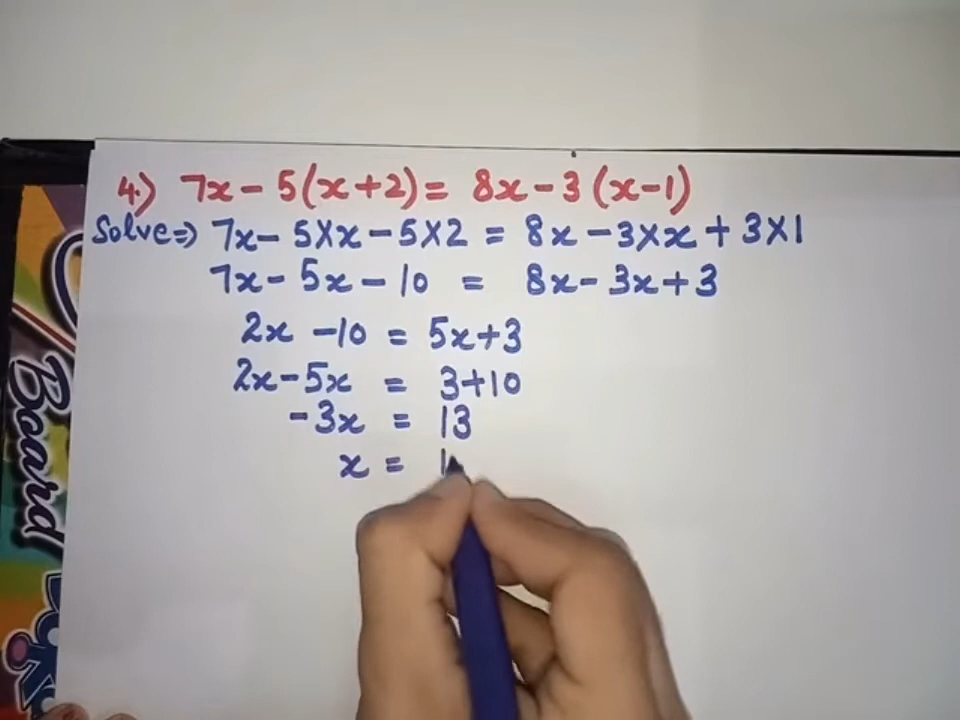 4.) 7x - 5(x+2) = 8x - 3 (x-1)
Solve=> 7x - 5×x - 5×2 = 8x - 3×x + 3×1
7x - 5x - 10 = 8x - 3x + 3
2x - 10 = 5x + 3
2x - 5x = 3 + 10
-3x = 13
x = 1
Board